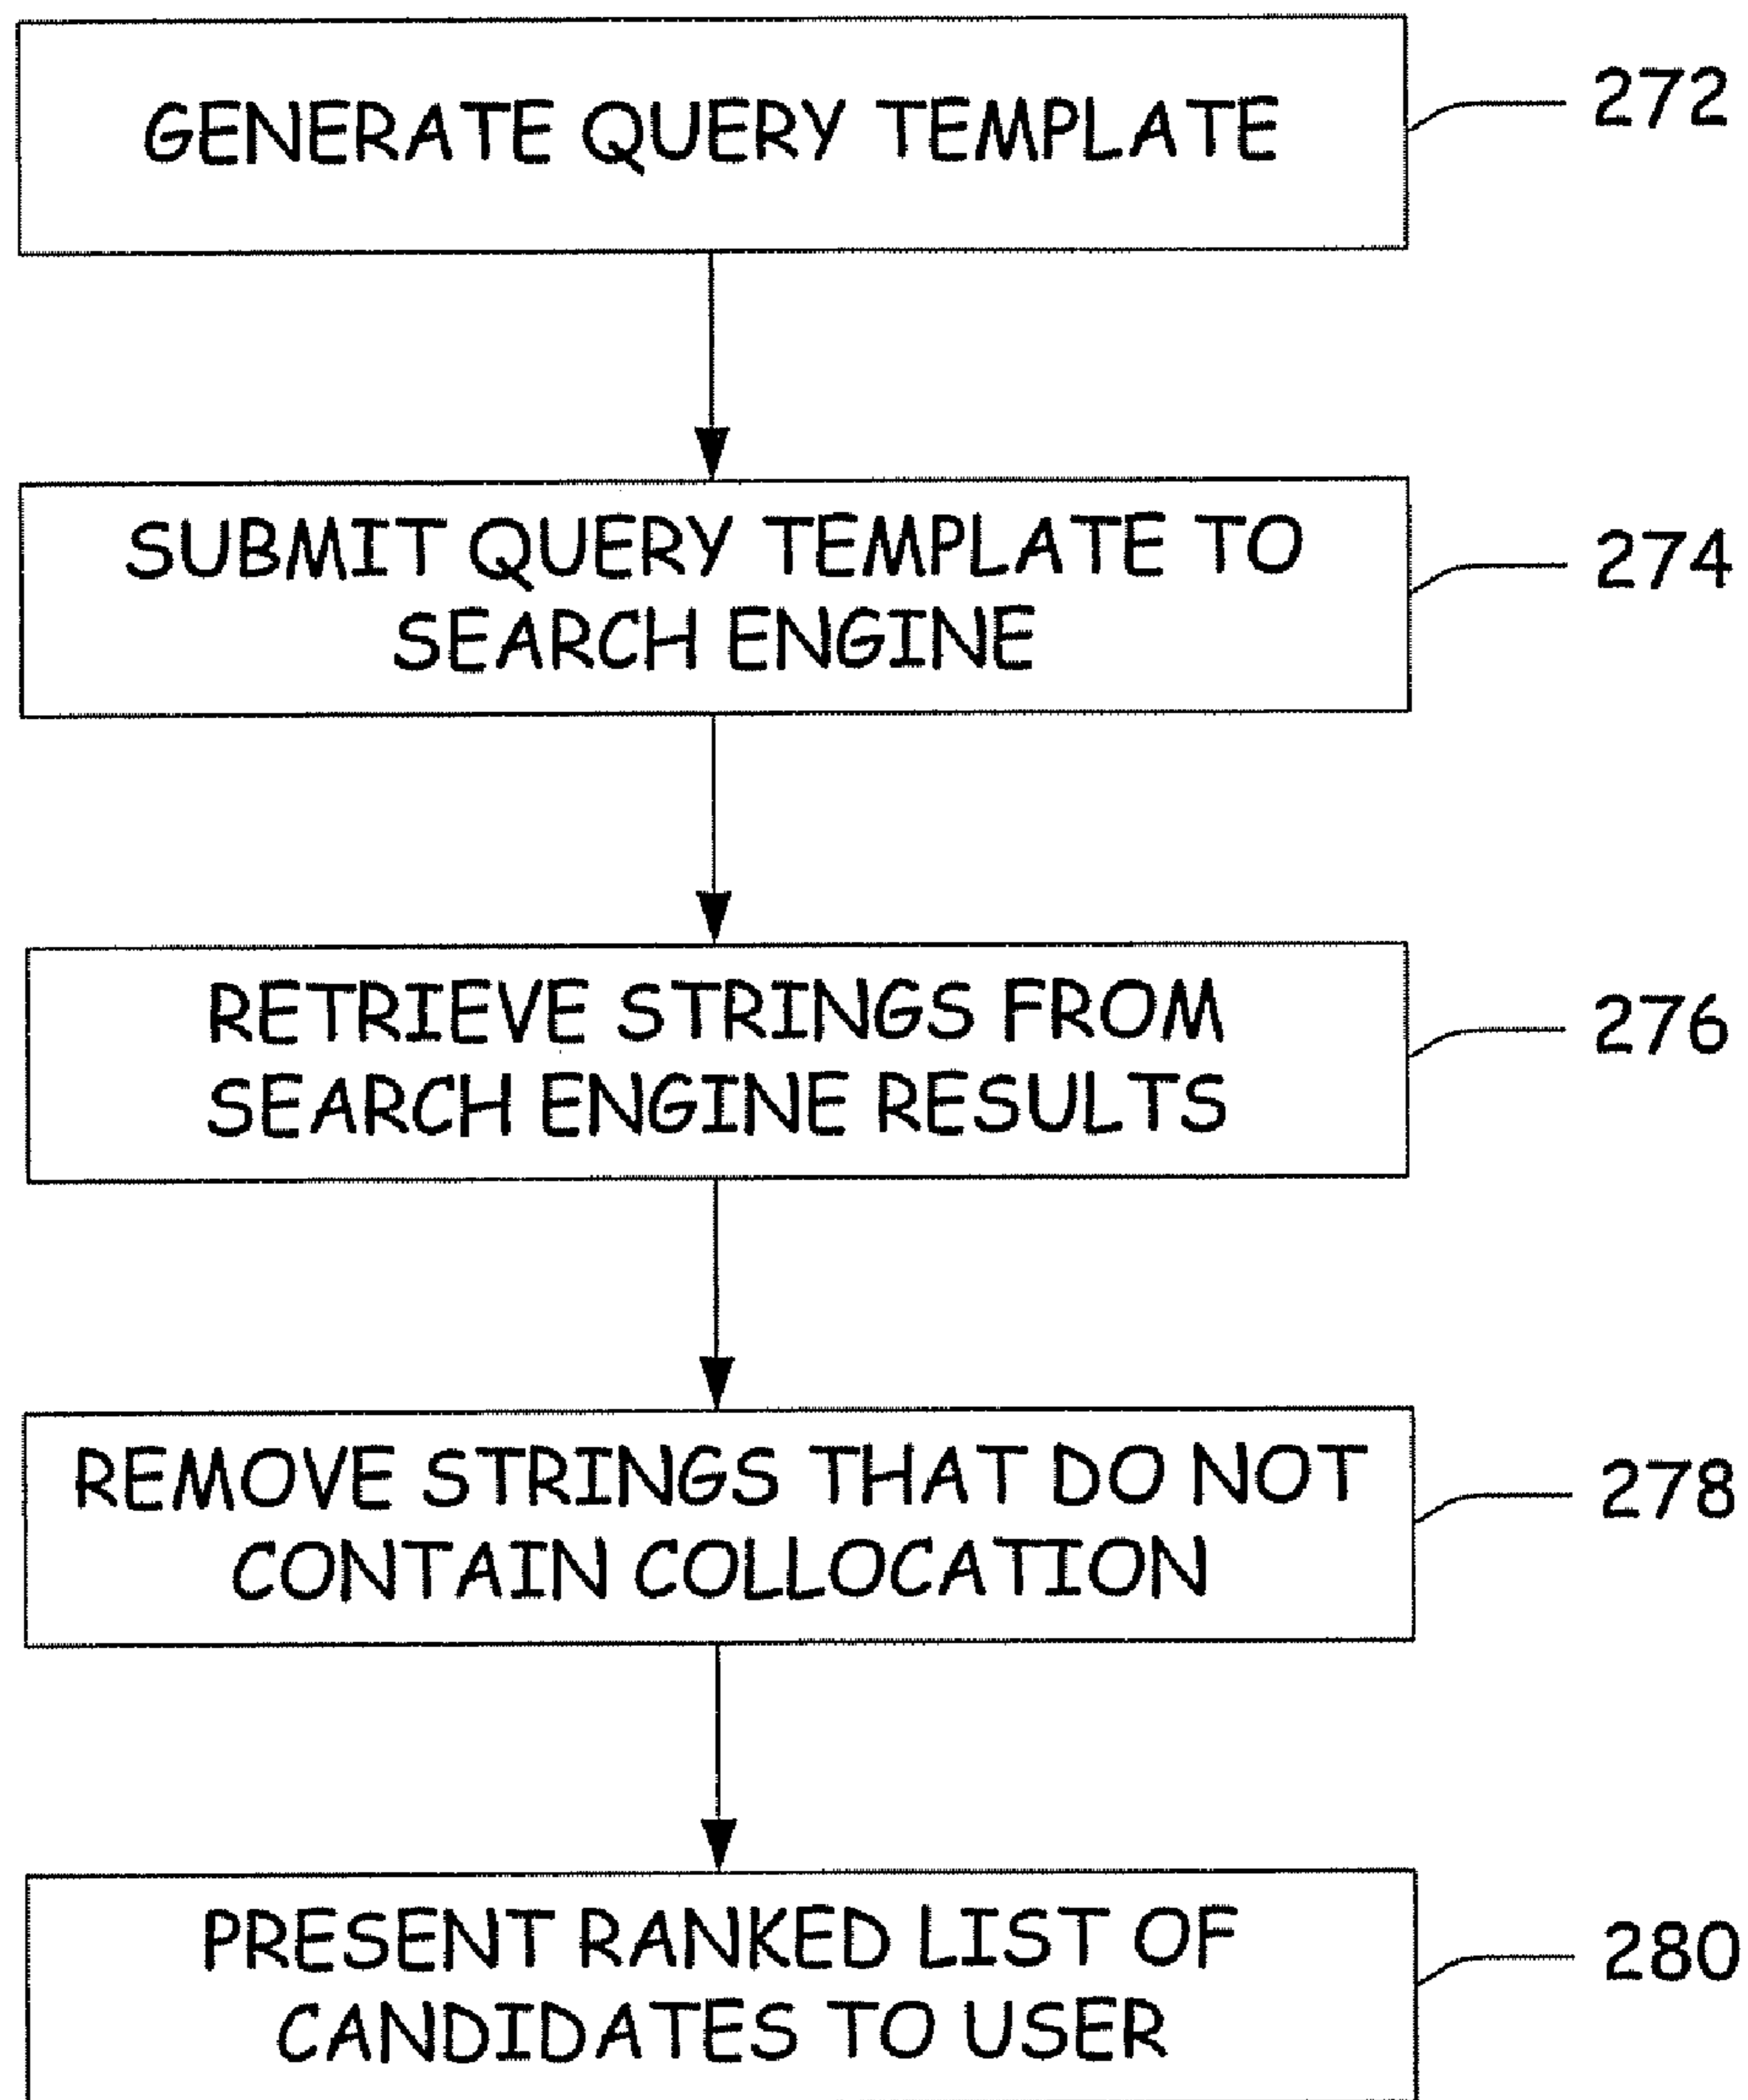 GENERATE QUERY TEMPLATE
272
SUBMIT QUERY TEMPLATE TO
SEARCH ENGINE
274
RETRIEVE STRINGS FROM
SEARCH ENGINE RESULTS
276
REMOVE STRINGS THAT DO NOT
CONTAIN COLLOCATION
278
PRESENT RANKED LIST OF
CANDIDATES TO USER
280